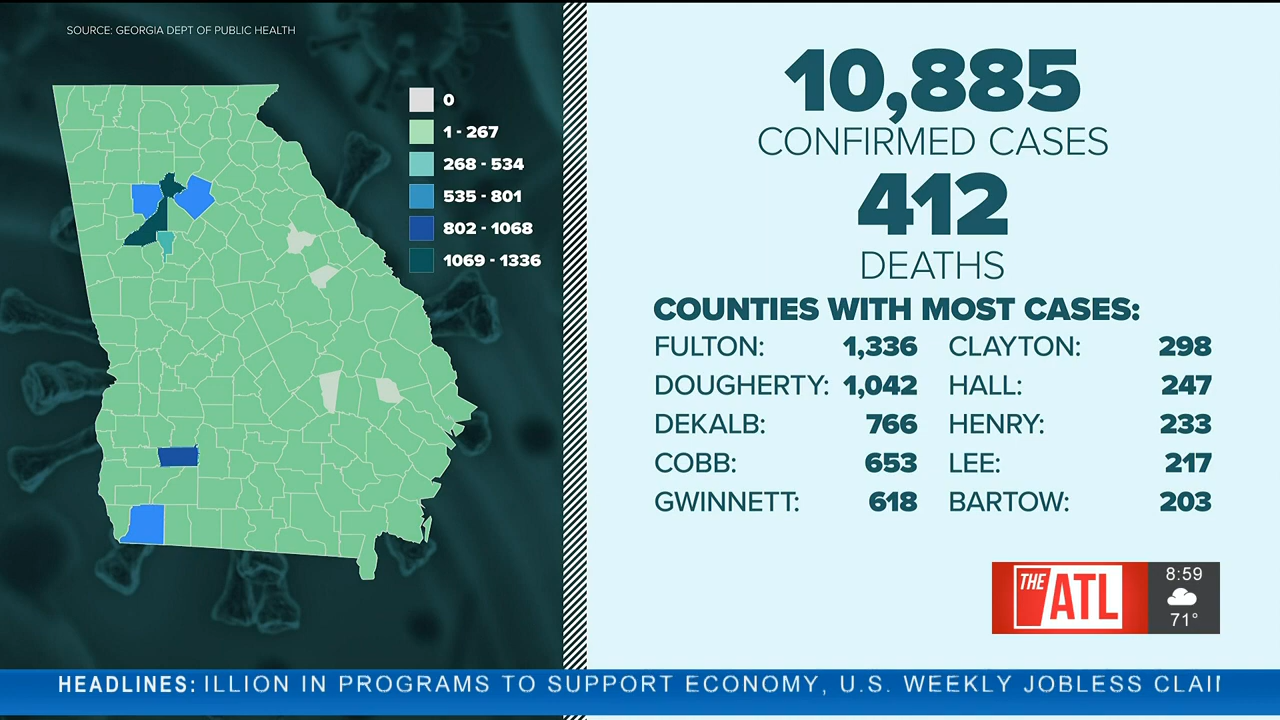 SOURCE: GEORGIA DEPT OF PUBLIC HEALTH
0
1 - 267
268 - 534
535 - 801
802 - 1068
1069 - 1336
10,885
CONFIRMED CASES
412
DEATHS
COUNTIES WITH MOST CASES:
FULTON: 1,336 CLAYTON: 298
DOUGHERTY: 1,042 HALL: 247
DEKALB: 766 HENRY: 233
COBB: 653 LEE: 217
GWINNETT: 618 BARTOW: 203
THE ATL
8:59
71°
HEADLINES: ILLION IN PROGRAMS TO SUPPORT ECONOMY, U.S. WEEKLY JOBLESS CLAI